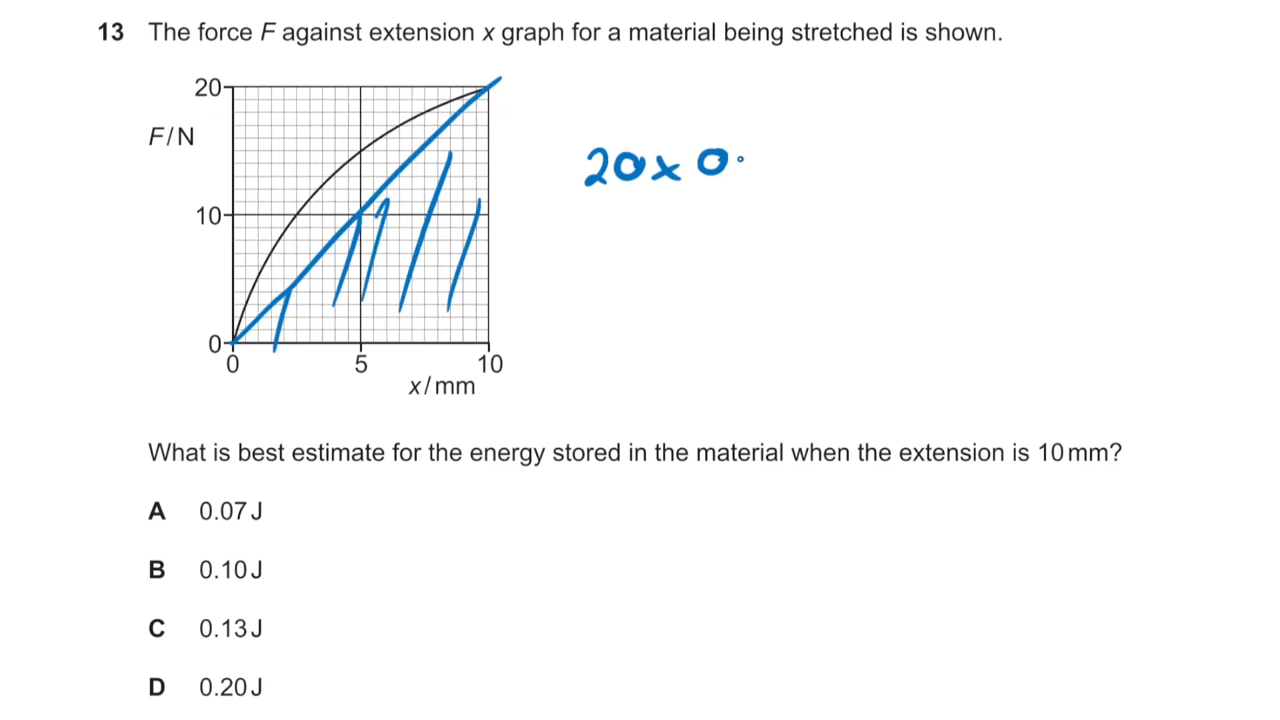 13 The force F against extension x graph for a material being stretched is shown.
20
F/N
20 x 0.
10
0
0 5 10
x/mm
What is best estimate for the energy stored in the material when the extension is 10 mm?
A 0.07 J
B 0.10 J
C 0.13 J
D 0.20 J